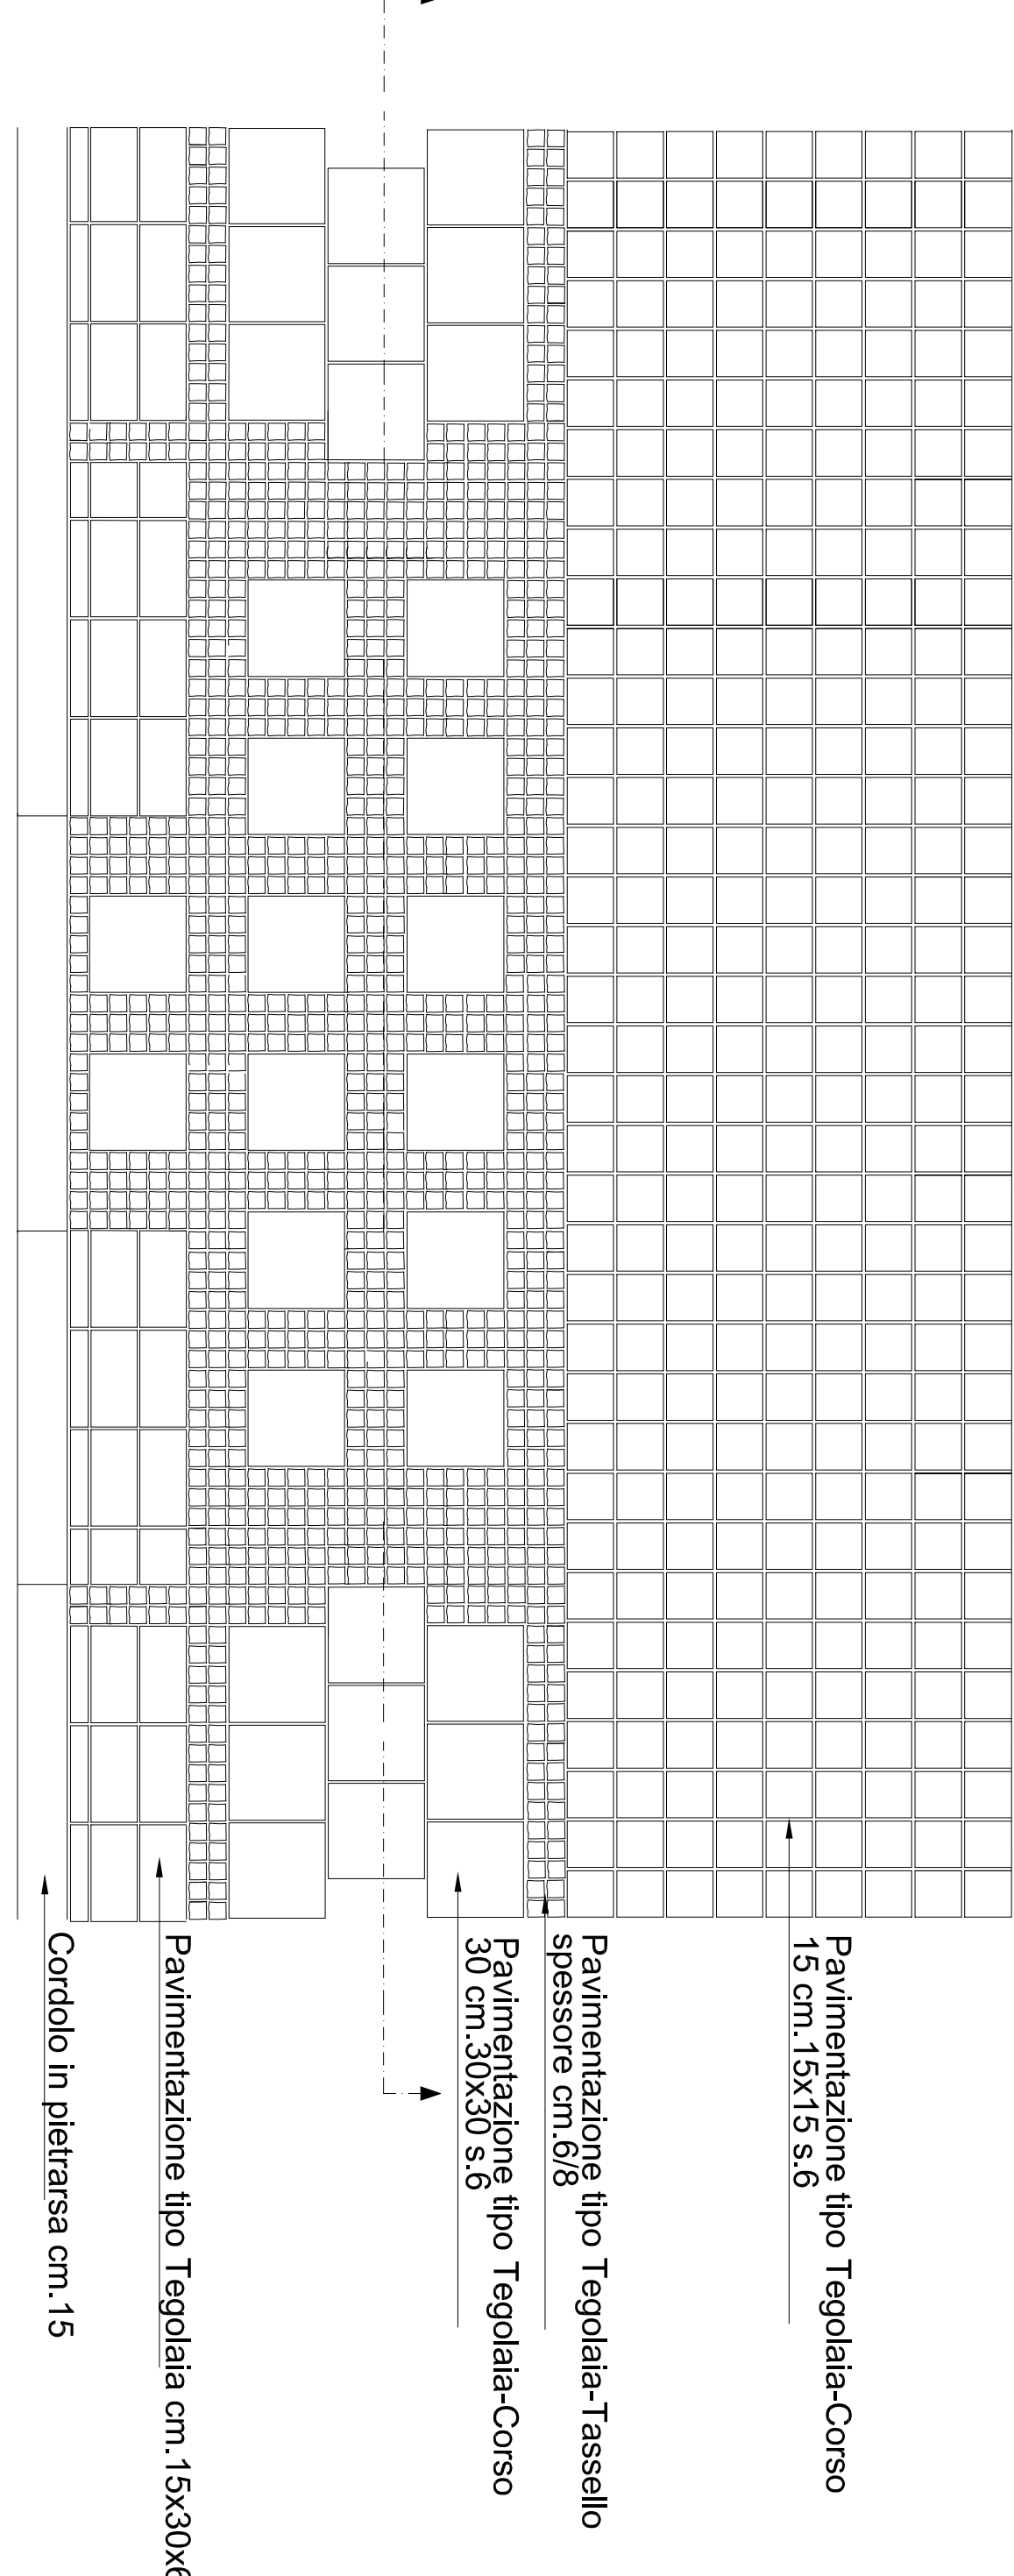 Pavimentazione tipo Tegolaia-Corso
15 cm.15x15 s.6
Pavimentazione tipo Tegolaia-Tassello
spessore cm.6/8
Pavimentazione tipo Tegolaia-Corso
30 cm.30x30 s.6
Pavimentazione tipo Tegolaia cm.15x30x6
Cordolo in pietrarsa cm.15